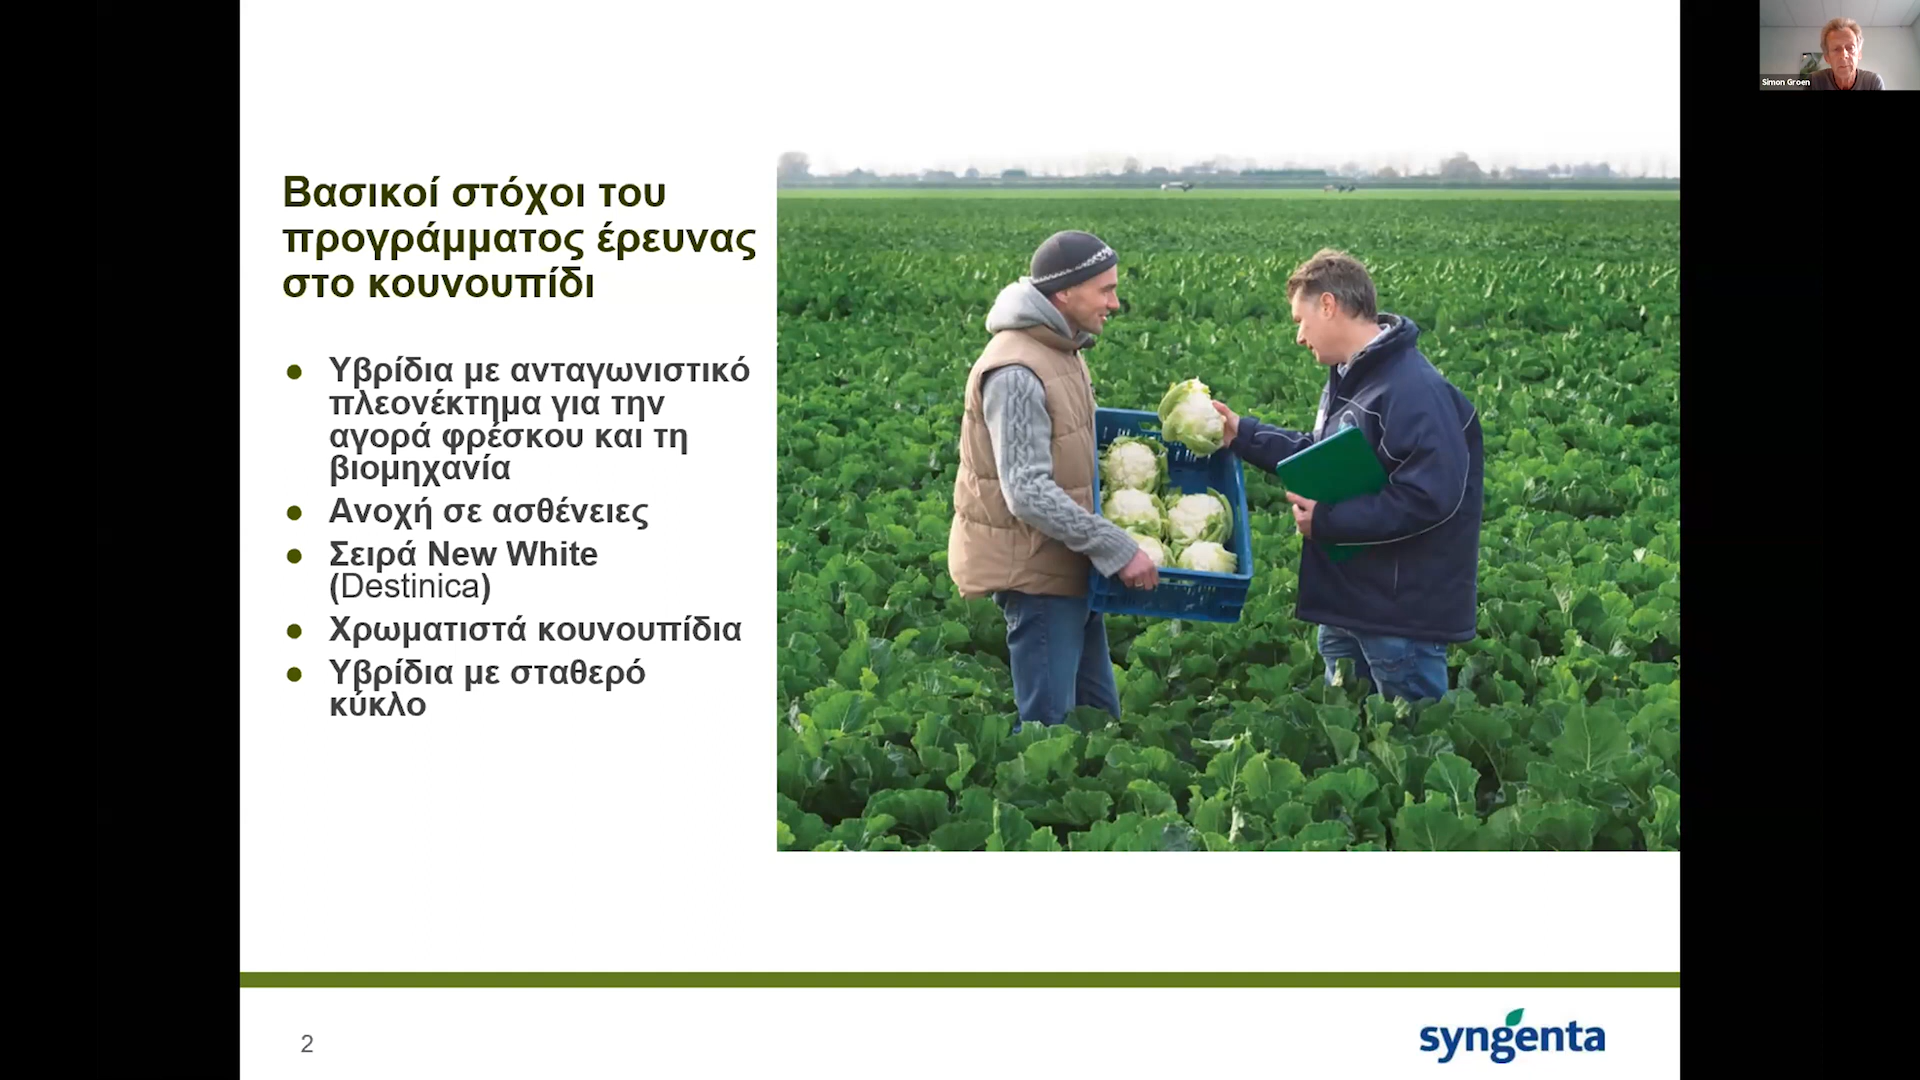 Βασικοί στόχοι του
προγράμματος έρευνας
στο κουνουπίδι
● Υβρίδια με ανταγωνιστικό
πλεονέκτημα για την
αγορά φρέσκου και τη
βιομηχανία
● Ανοχή σε ασθένειες
● Σειρά New White
(Destinica)
● Χρωματιστά κουνουπίδια
● Υβρίδια με σταθερό
κύκλο
2
syngenta
Simon Groen